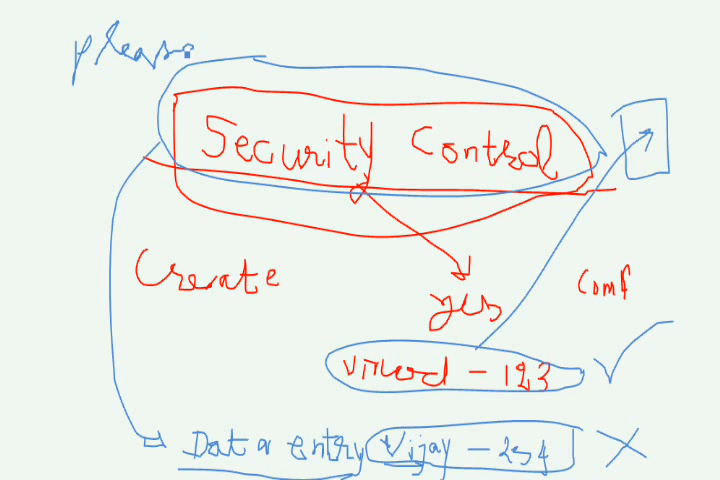 please
Security Control
Create
yes
Comf
Vinod - 123
Data entry Vijay - 234